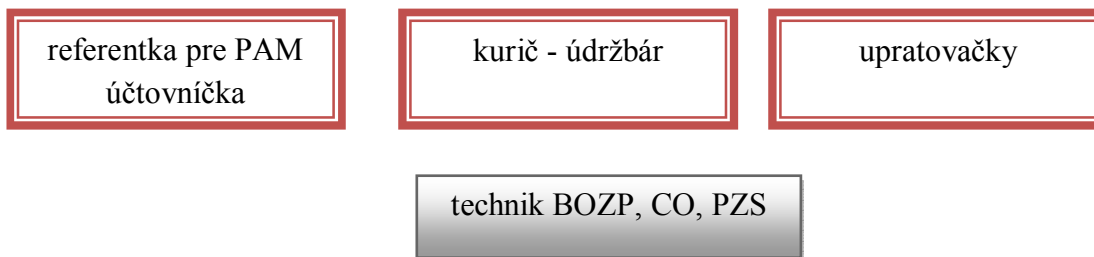 referentka pre PAM
účtovníčka
kurič - údržbár
upratovačky
technik BOZP, CO, PZS